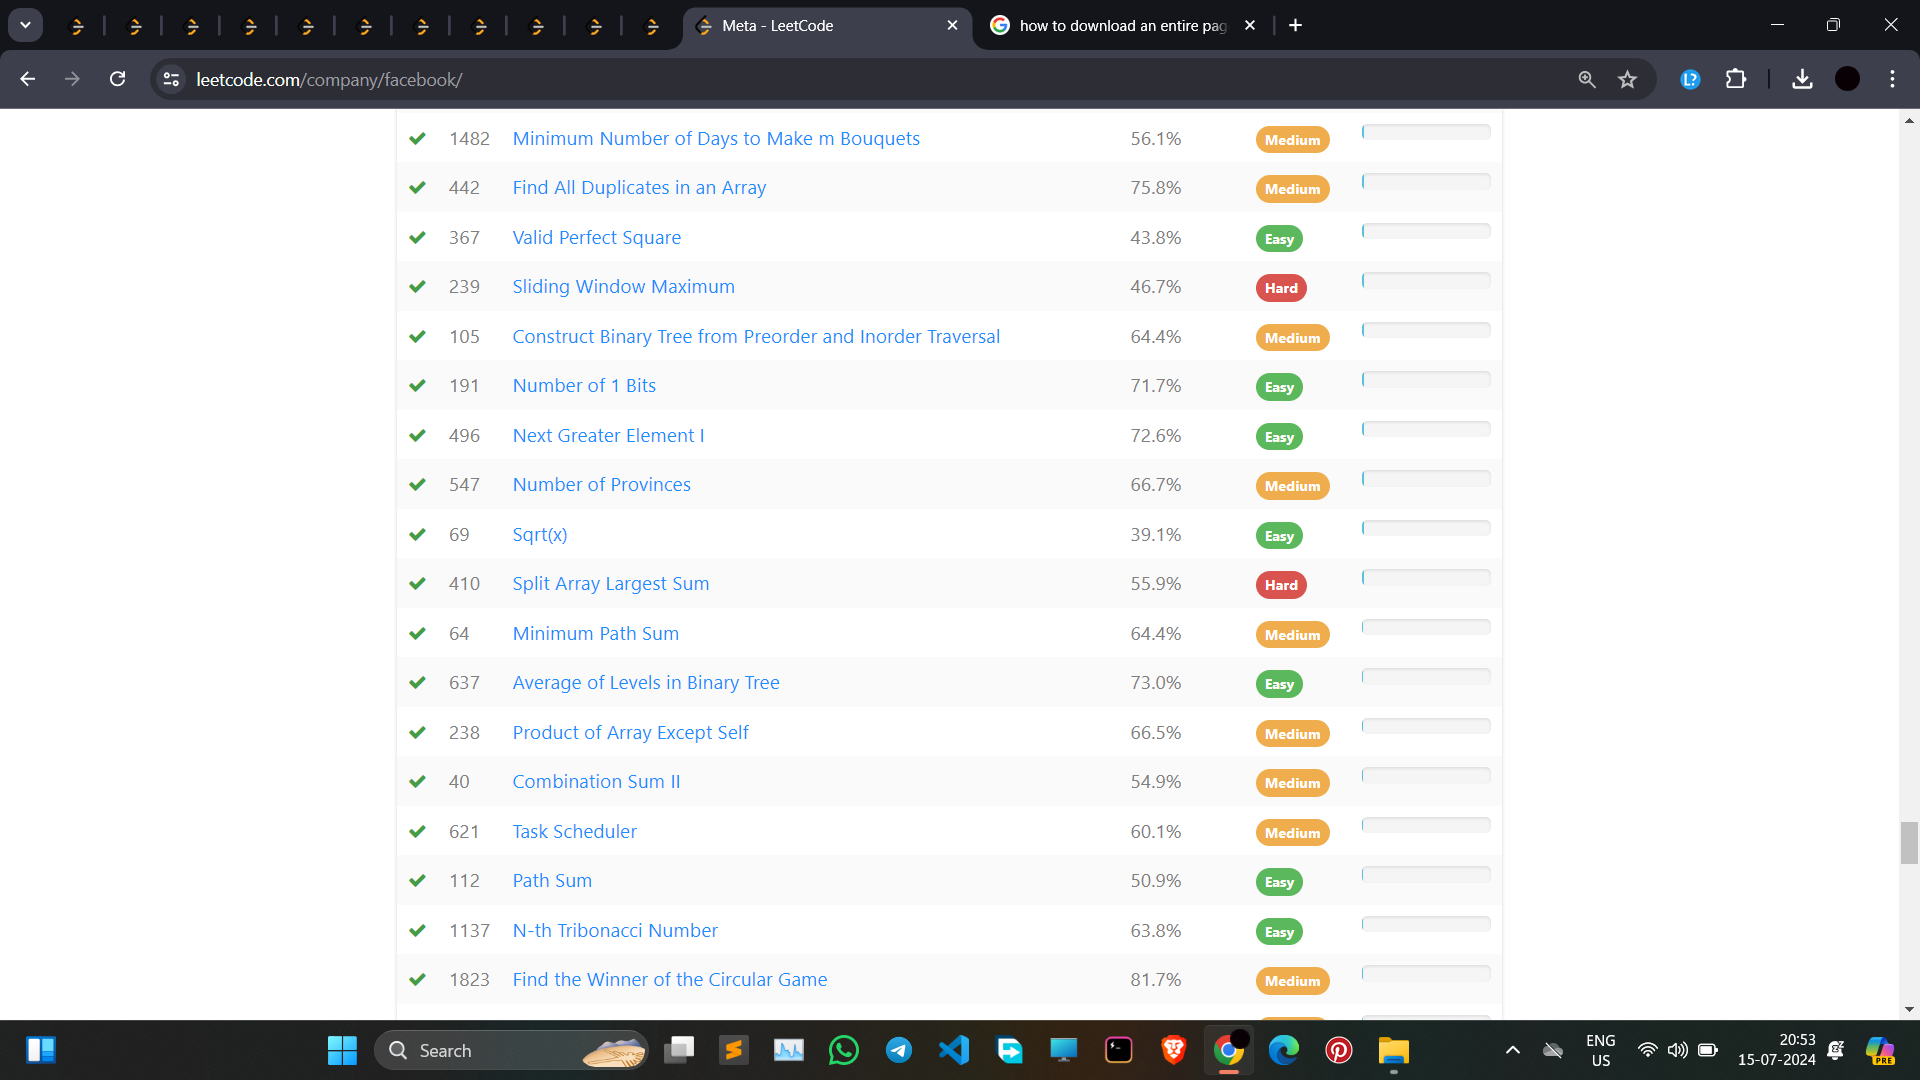 Meta - LeetCode
how to download an entire pag
leetcode.com/company/facebook/
1482 Minimum Number of Days to Make m Bouquets 56.1% Medium
442 Find All Duplicates in an Array 75.8% Medium
367 Valid Perfect Square 43.8% Easy
239 Sliding Window Maximum 46.7% Hard
105 Construct Binary Tree from Preorder and Inorder Traversal 64.4% Medium
191 Number of 1 Bits 71.7% Easy
496 Next Greater Element I 72.6% Easy
547 Number of Provinces 66.7% Medium
69 Sqrt(x) 39.1% Easy
410 Split Array Largest Sum 55.9% Hard
64 Minimum Path Sum 64.4% Medium
637 Average of Levels in Binary Tree 73.0% Easy
238 Product of Array Except Self 66.5% Medium
40 Combination Sum II 54.9% Medium
621 Task Scheduler 60.1% Medium
112 Path Sum 50.9% Easy
1137 N-th Tribonacci Number 63.8% Easy
1823 Find the Winner of the Circular Game 81.7% Medium
Search
ENG
US
20:53
15-07-2024
PRE